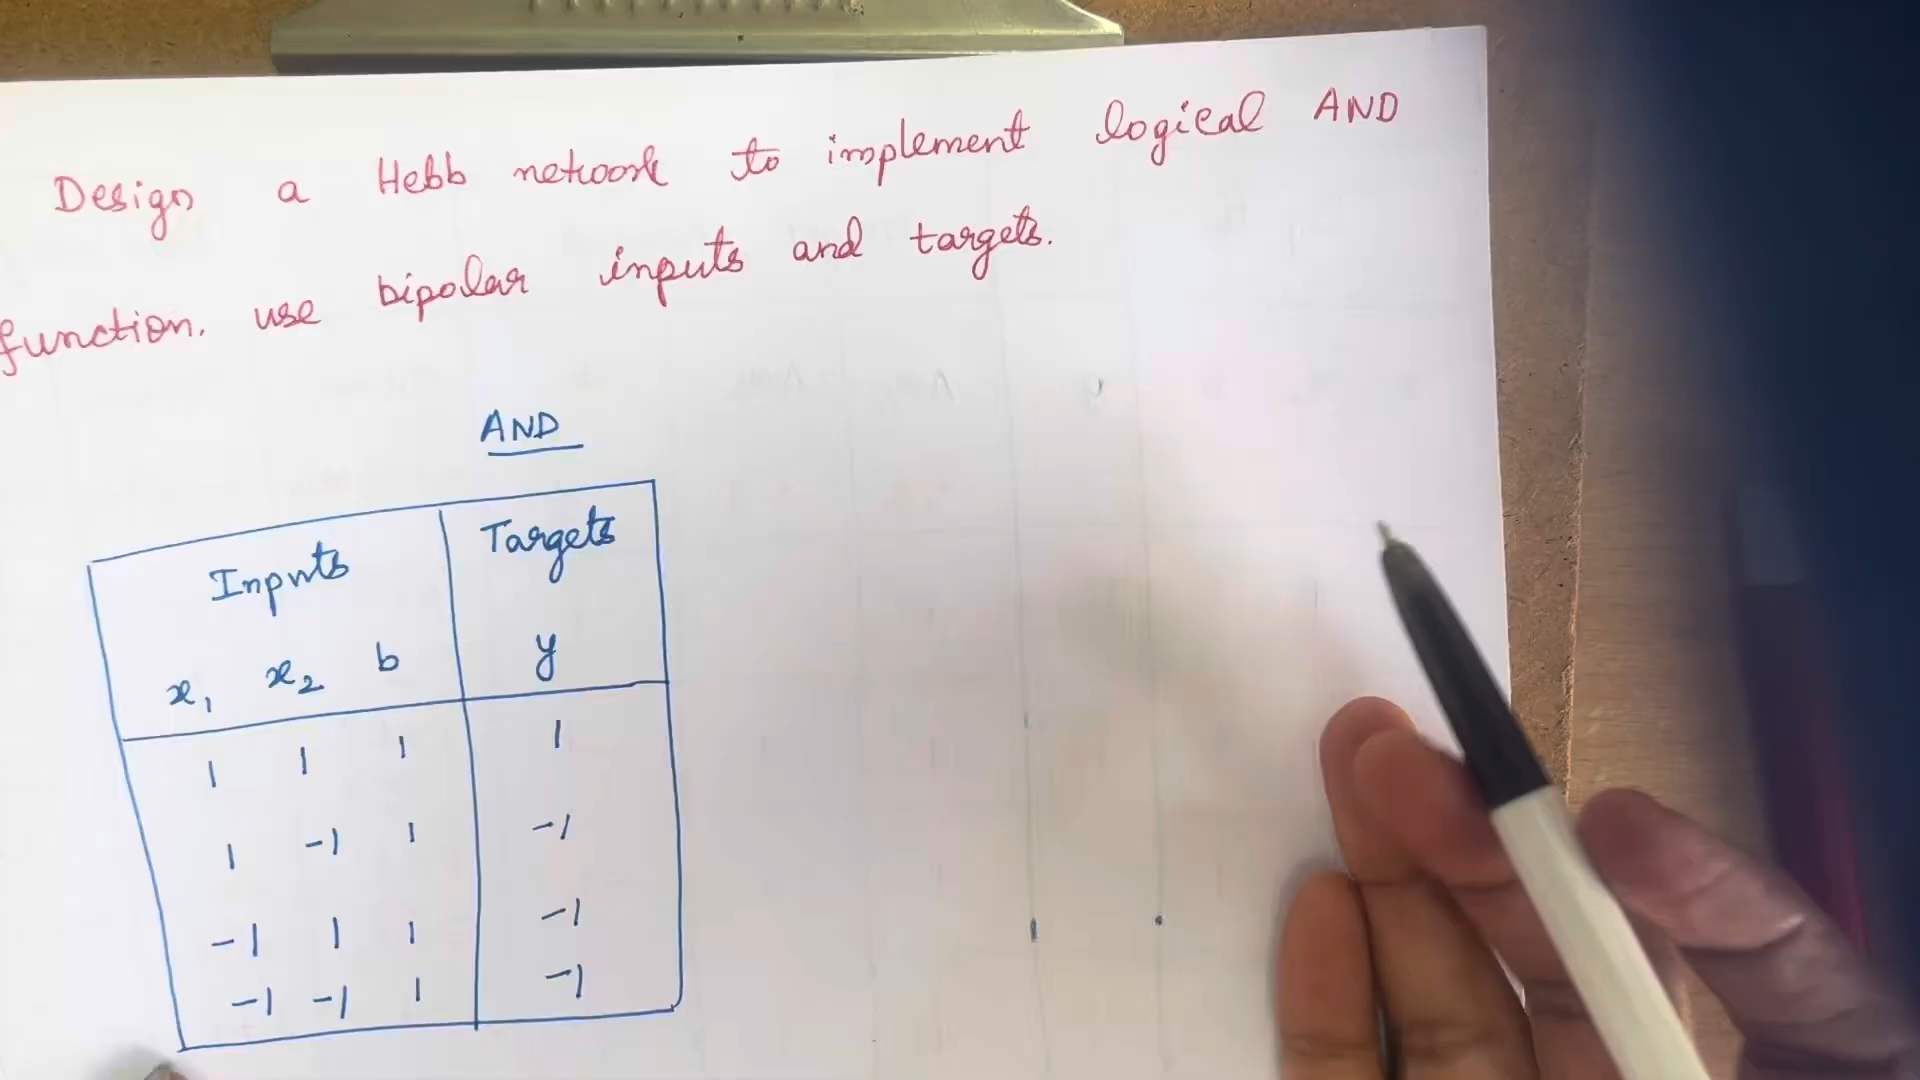 Design a Hebb network to implement logical AND
function. use bipolar inputs and targets.
AND
Inputs Targets
x₁ x₂ b y
1 1 1 1
1 -1 1 -1
-1 1 1 -1
-1 -1 1 -1